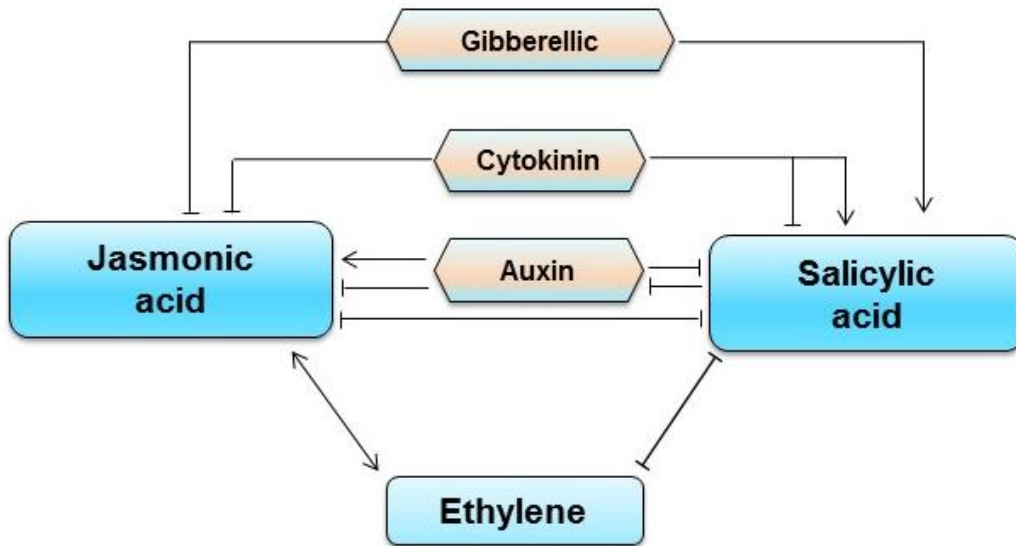 Gibberellic
Cytokinin
Jasmonic
acid
Auxin
Salicylic
acid
Ethylene